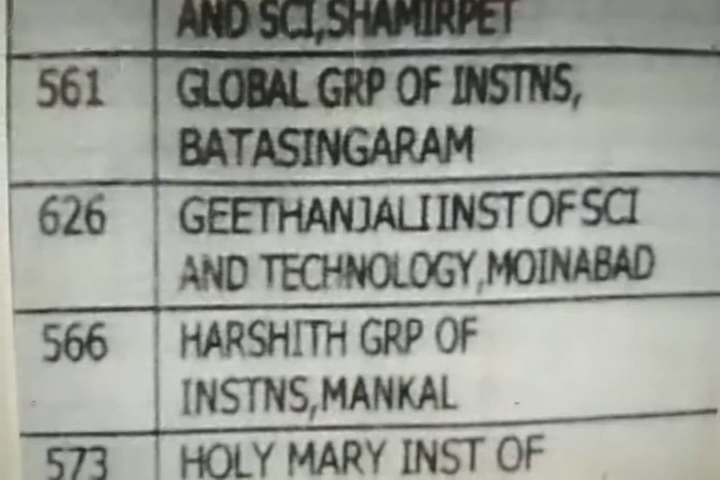 AND SCI,SHAMIRPET
561 GLOBAL GRP OF INSTNS,
BATASINGARAM
626 GEETHANJALI INST OF SCI
AND TECHNOLOGY,MOINABAD
566 HARSHITH GRP OF
INSTNS,MANKAL
573 HOLY MARY INST OF